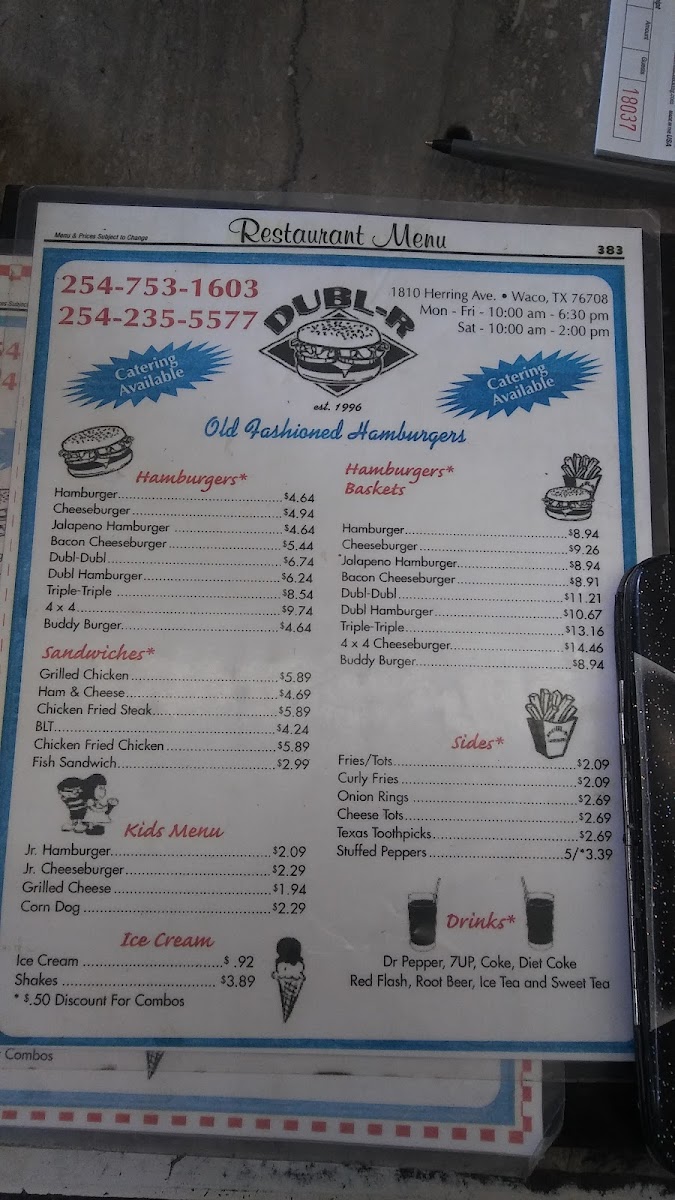 18037
Amount
Guests
Restaurant Menu
Menu & Prices Subject to Change
383
254-753-1603
254-235-5577
DUBL-R
est. 1996
1810 Herring Ave. • Waco, TX 76708
Mon - Fri - 10:00 am - 6:30 pm
Sat - 10:00 am - 2:00 pm
Catering
Available
Catering
Available
Old Fashioned Hamburgers
Hamburgers*
Hamburger $4.64
Cheeseburger $4.94
Jalapeno Hamburger $4.64
Bacon Cheeseburger $5.44
Dubl-Dubl $6.74
Dubl Hamburger $6.24
Triple-Triple $8.54
4 x 4 $9.74
Buddy Burger $4.64
Sandwiches*
Grilled Chicken $5.89
Ham & Cheese $4.69
Chicken Fried Steak $5.89
BLT $4.24
Chicken Fried Chicken $5.89
Fish Sandwich $2.99
Kids Menu
Jr. Hamburger $2.09
Jr. Cheeseburger $2.29
Grilled Cheese $1.94
Corn Dog $2.29
Ice Cream
Ice Cream $ .92
Shakes $3.89
* $.50 Discount For Combos
Hamburgers*
Baskets
Hamburger $8.94
Cheeseburger $9.26
*Jalapeno Hamburger $8.94
Bacon Cheeseburger $8.91
Dubl-Dubl $11.21
Dubl Hamburger $10.67
Triple-Triple $13.16
4 x 4 Cheeseburger $14.46
Buddy Burger $8.94
Sides*
Fries/Tots $2.09
Curly Fries $2.09
Onion Rings $2.69
Cheese Tots $2.69
Texas Toothpicks $2.69
Stuffed Peppers 5/*3.39
Drinks*
Dr Pepper, 7UP, Coke, Diet Coke
Red Flash, Root Beer, Ice Tea and Sweet Tea
Combos